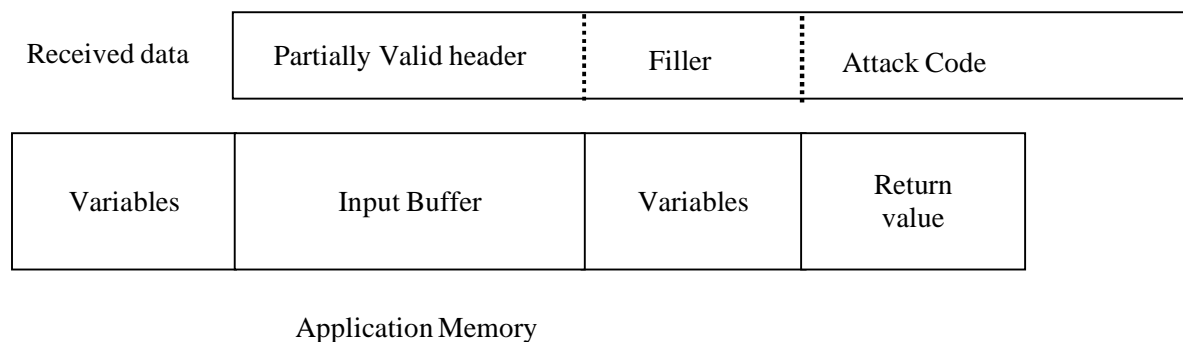 Received data
Partially Valid header
Filler
Attack Code
Variables
Input Buffer
Variables
Return
value
Application Memory